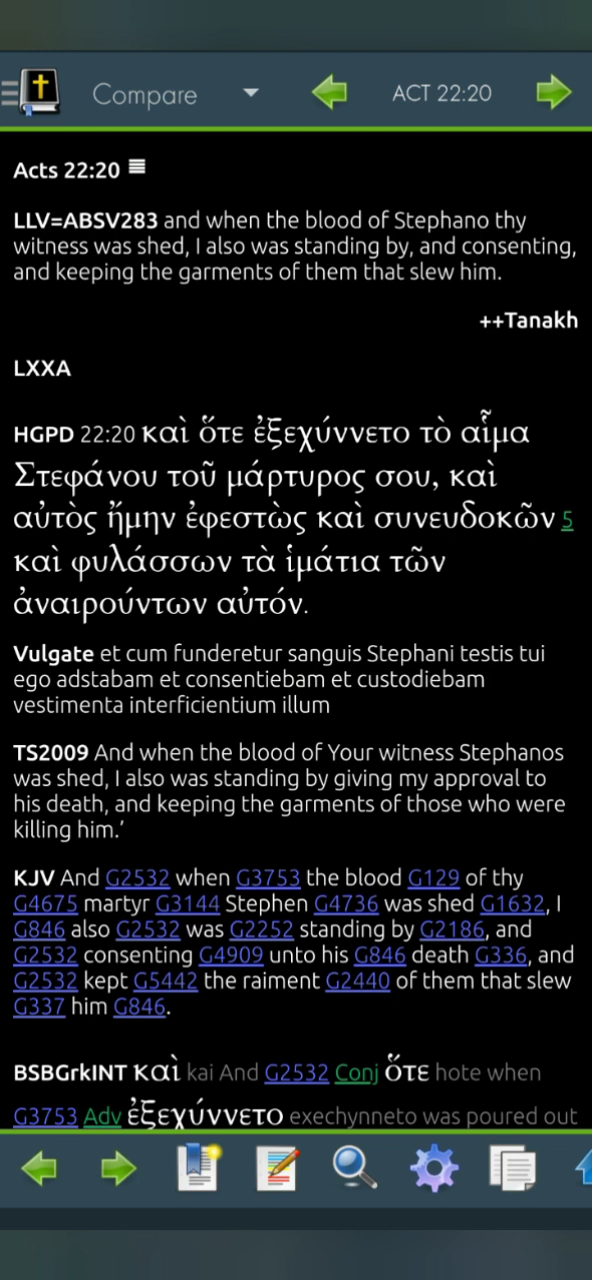 Compare
ACT 22:20
Acts 22:20
LLV=ABSV283 and when the blood of Stephano thy
witness was shed, I also was standing by, and consenting,
and keeping the garments of them that slew him.
++Tanakh
LXXA
HGPD 22:20 καὶ ὅτε ἐξεχύννετο τὸ αἷμα
Στεφάνου τοῦ μάρτυρος σου, καὶ
αὐτὸς ἤμην ἐφεστὼς καὶ συνευδοκῶν 5
καὶ φυλάσσων τὰ ἱμάτια τῶν
ἀναιρούντων αὐτόν.
Vulgate et cum funderetur sanguis Stephani testis tui
ego adstabam et consentiebam et custodiebam
vestimenta interficientium illum
TS2009 And when the blood of Your witness Stephanos
was shed, I also was standing by giving my approval to
his death, and keeping the garments of those who were
killing him.’
KJV And G2532 when G3753 the blood G129 of thy
G4675 martyr G3144 Stephen G4736 was shed G1632, I
G846 also G2532 was G2252 standing by G2186, and
G2532 consenting G4909 unto his G846 death G336, and
G2532 kept G5442 the raiment G2440 of them that slew
G337 him G846.
BSBGrkINT καὶ kai And G2532 Conj ὅτε hote when
G3753 Adv ἐξεχύννετο exechynneto was poured out